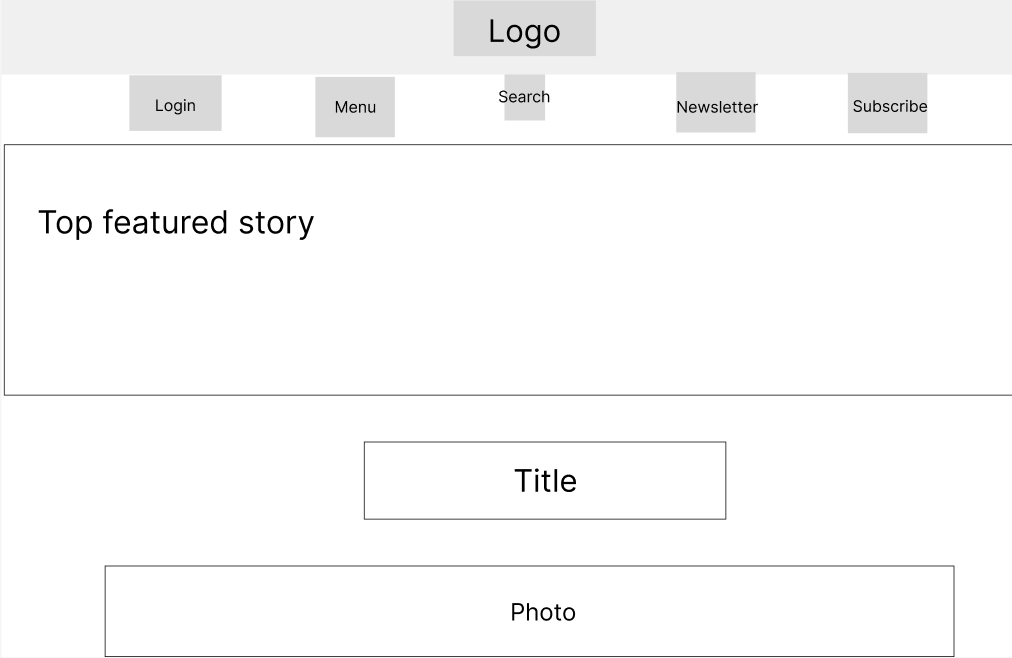 Logo
Login
Menu
Search
Newsletter
Subscribe
Top featured story
Title
Photo